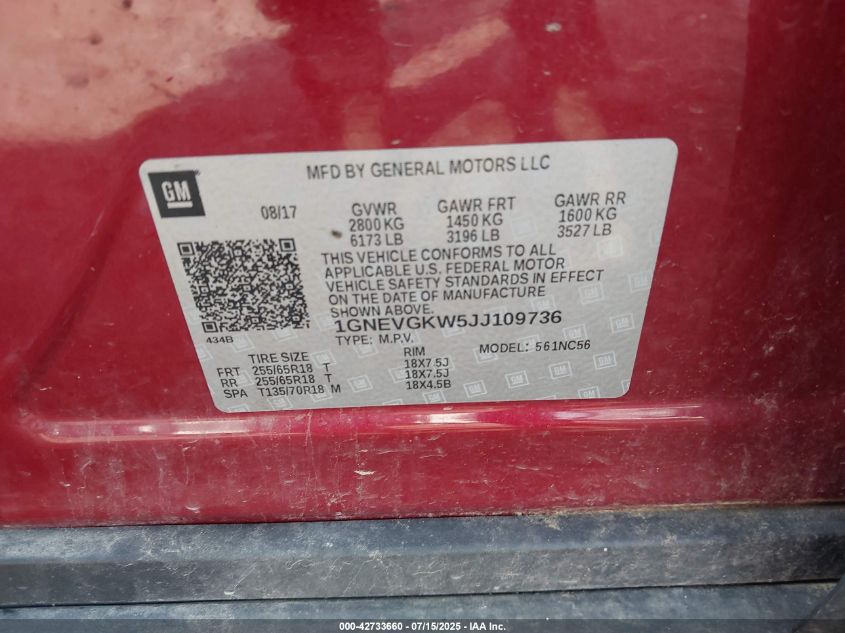 MFD BY GENERAL MOTORS LLC
GM
08/17 GVWR GAWR FRT GAWR RR
2800 KG 1450 KG 1600 KG
6173 LB 3196 LB 3527 LB
THIS VEHICLE CONFORMS TO ALL
APPLICABLE U.S. FEDERAL MOTOR
VEHICLE SAFETY STANDARDS IN EFFECT
ON THE DATE OF MANUFACTURE
SHOWN ABOVE.
1GNEVGKW5JJ109736
434B
TYPE: M.P.V. MODEL: 561NC56
TIRE SIZE RIM
FRT 255/65R18 T 18X7.5J
RR 255/65R18 T 18X7.5J
SPA T135/70R18 M 18X4.5B
000-42733660 / 07/15/2025 - IAA Inc.